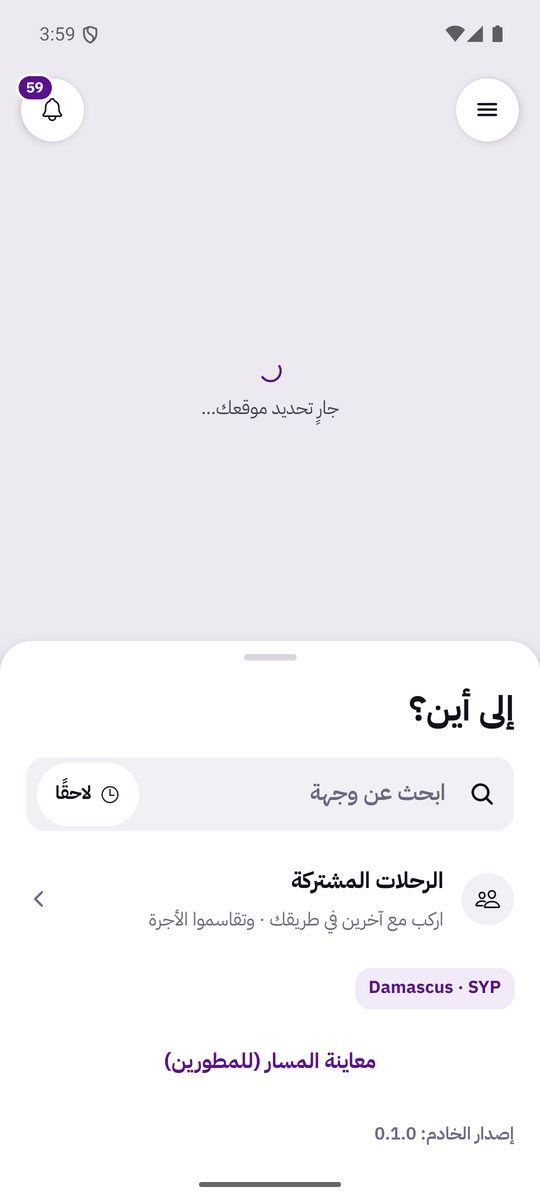 3:59
59
جارٍ تحديد موقعك...
إلى أين؟
ابحث عن وجهة
لاحقًا
الرحلات المشتركة
اركب مع آخرين في طريقك · وتقاسموا الأجرة
Damascus · SYP
معاينة المسار (للمطورين)
إصدار الخادم: 0.1.0